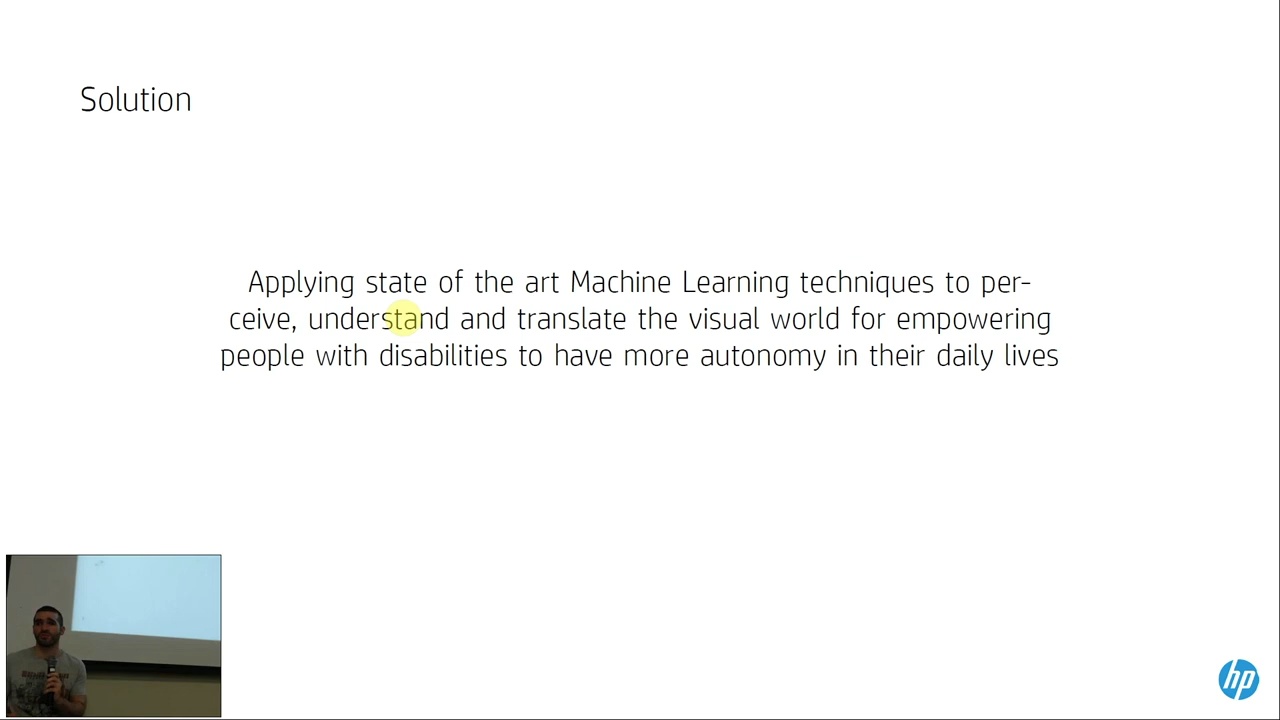 Solution
Applying state of the art Machine Learning techniques to per-
ceive, understand and translate the visual world for empowering
people with disabilities to have more autonomy in their daily lives
hp